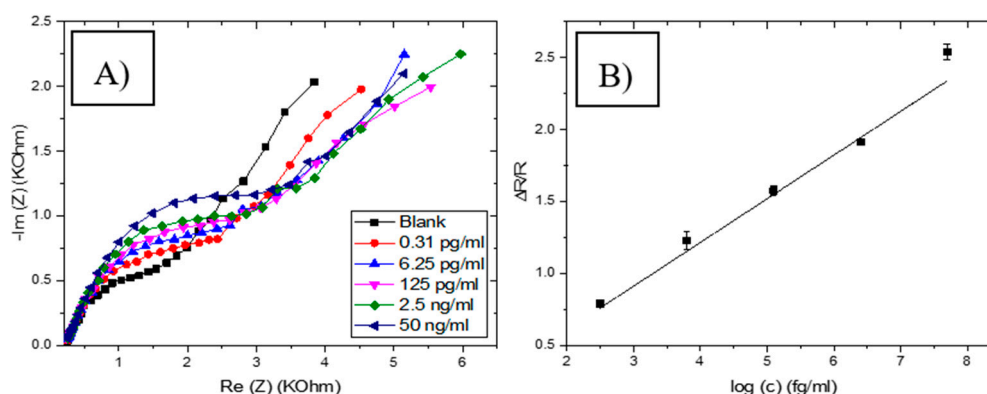 A)
2.5
2.0
1.5
1.0
0.5
0.0
-Im (Z) (KOhm)
Blank
0.31 pg/ml
6.25 pg/ml
125 pg/ml
2.5 ng/ml
50 ng/ml
1 2 3 4 5 6
Re (Z) (KOhm)
B)
2.5
2.0
1.5
1.0
0.5
ΔR/R
2 3 4 5 6 7 8
log (c) (fg/ml)